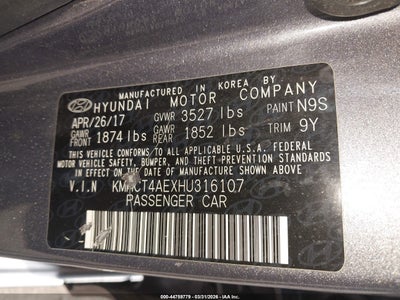 MANUFACTURED IN KOREA BY
HYUNDAI MOTOR COMPANY
APR/26/17 GVWR 3527 lbs PAINT N9S
GAWR 1874 lbs GAWR 1852 lbs TRIM 9Y
THIS VEHICLE CONFORMS TO ALL APPLICABLE U.S.A. FEDERAL
MOTOR VEHICLE SAFETY, BUMPER, AND THEFT PREVENTION STANDARDS
IN EFFECT ON THE DATE OF MANUFACTURE SHOWN ABOVE.
V.I.N KMHCT4AEXHU316107
PASSENGER CAR
000-44758779 - 03/31/2026 - IAA Inc.